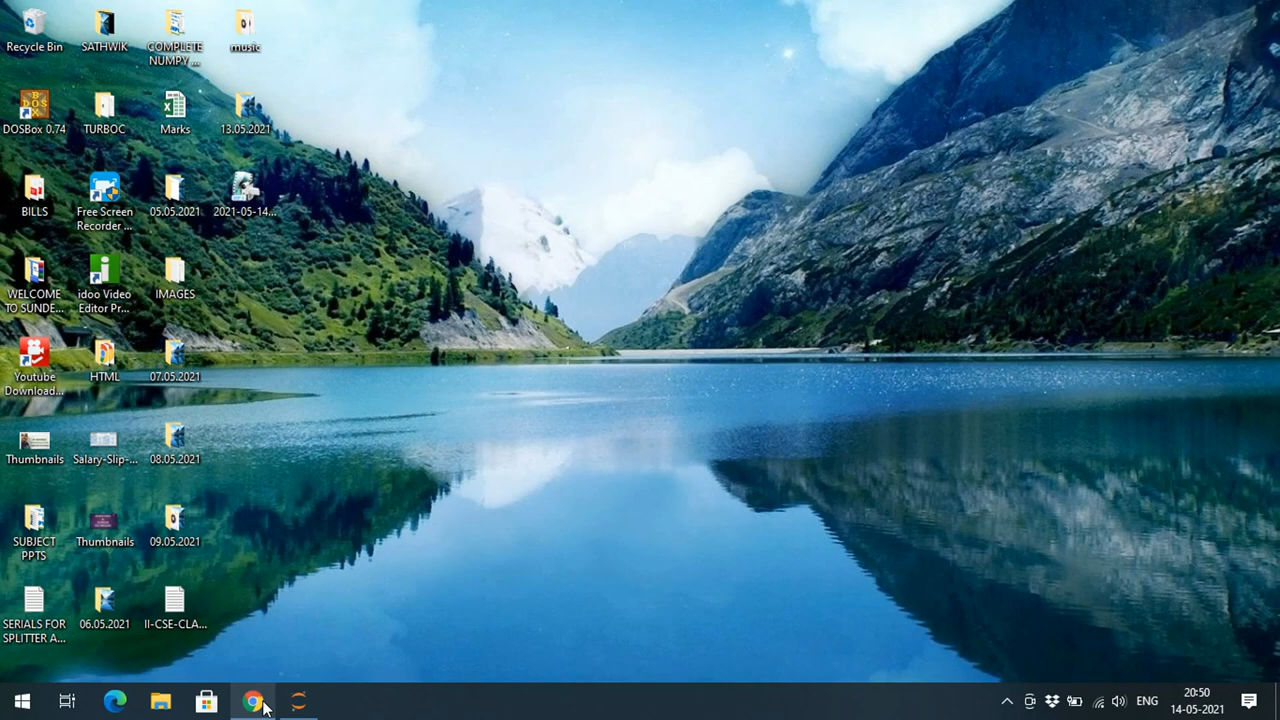 Recycle Bin
SATHWIK
COMPLETE
NUMPY ...
music
DOSBox 0.74
TURBOC
Marks
13.05.2021
BILLS
Free Screen
Recorder ...
05.05.2021
2021-05-14...
WELCOME
TO SUNDE...
idoo Video
Editor Pr...
IMAGES
Youtube
Download...
HTML
07.05.2021
Thumbnails
Salary-Slip-...
08.05.2021
SUBJECT
PPTS
Thumbnails
09.05.2021
SERIALS FOR
SPLITTER A...
06.05.2021
II-CSE-CLA...
ENG
20:50
14-05-2021